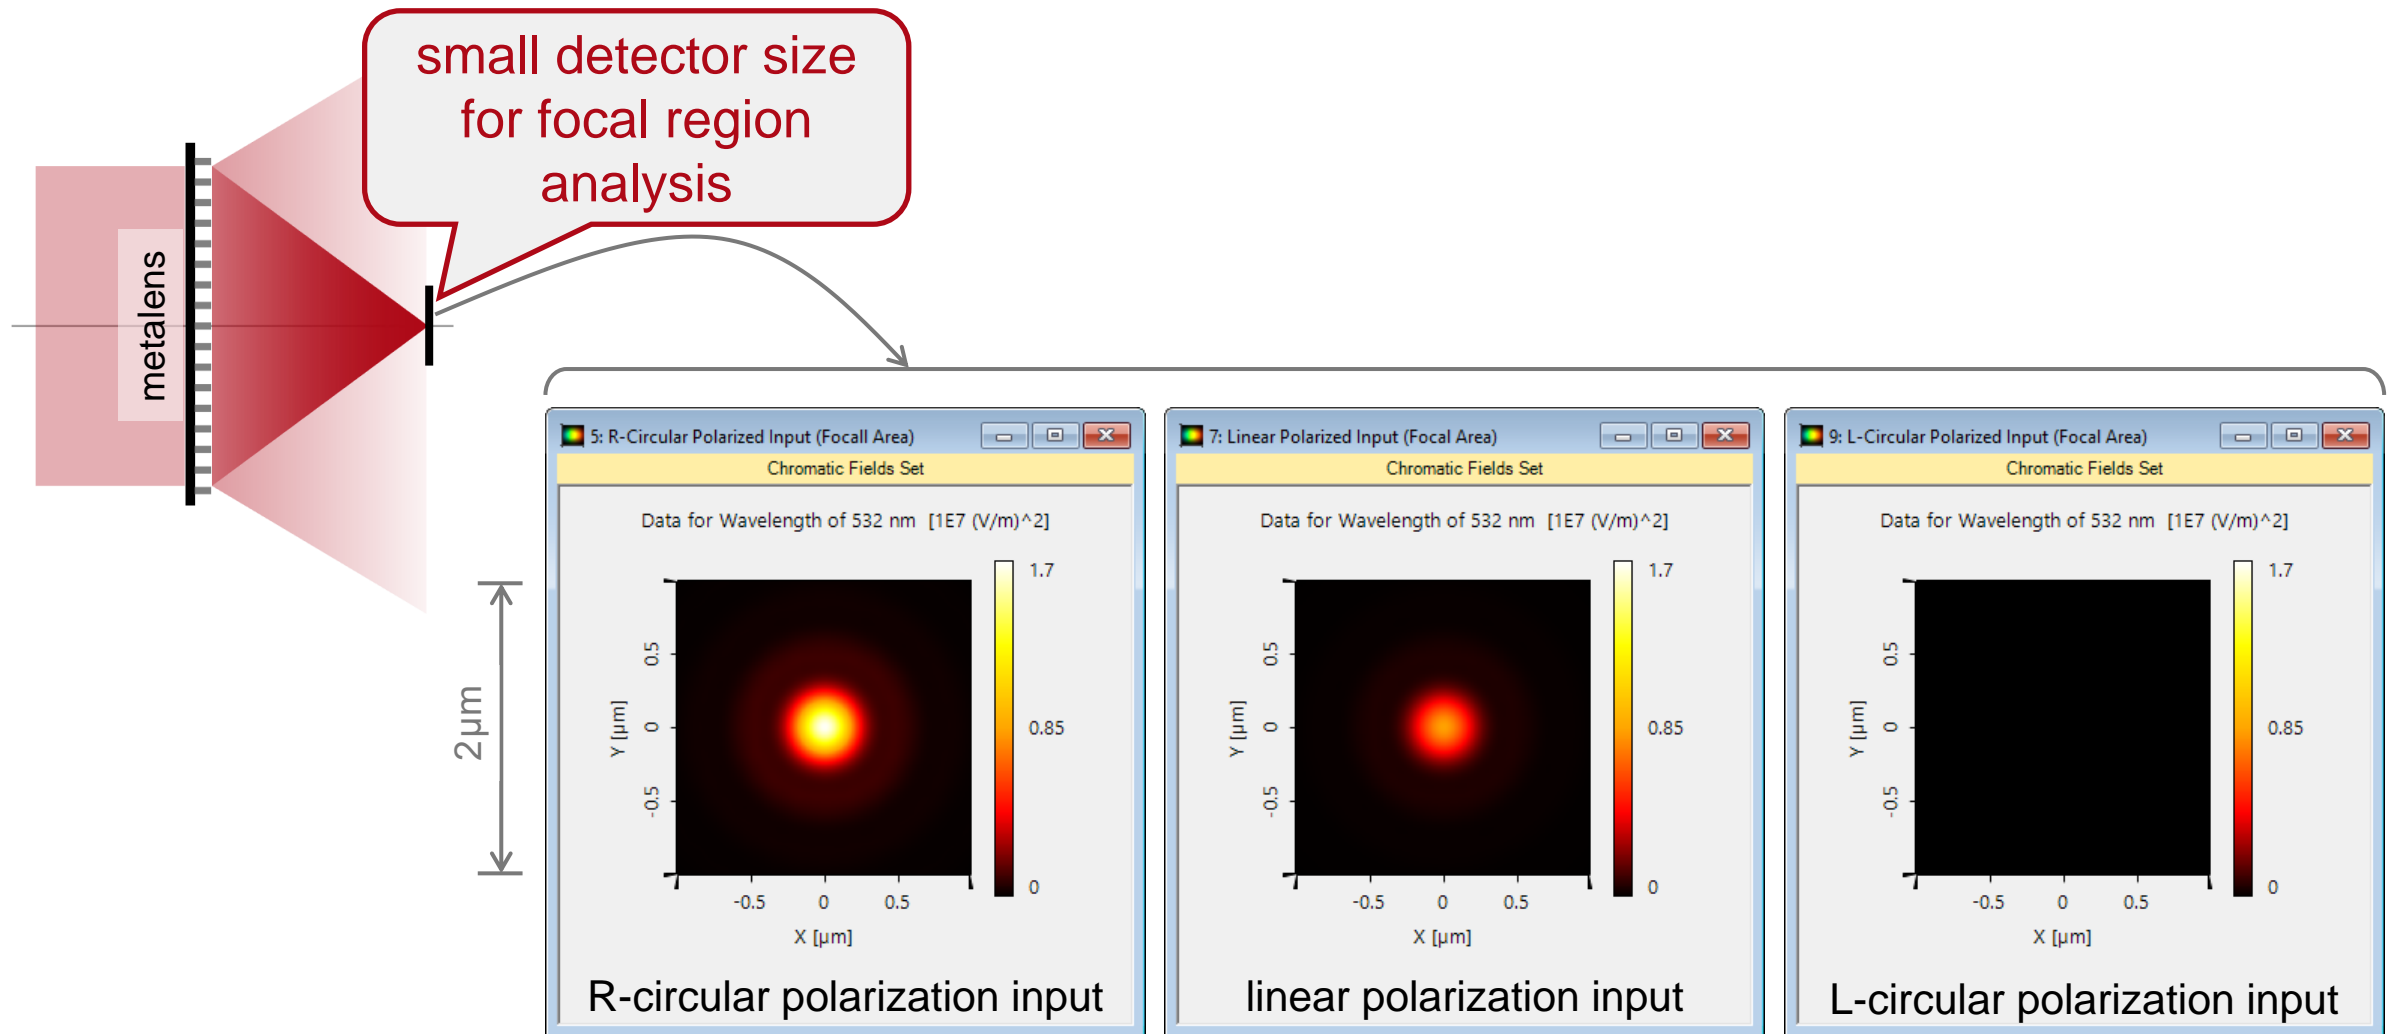 small detector size
for focal region
analysis
metalens
2µm
5: R-Circular Polarized Input (Focall Area)
Chromatic Fields Set
Data for Wavelength of 532 nm [1E7 (V/m)^2]
1.7
0.85
0
0.5
0
-0.5
Y [µm]
-0.5 0 0.5
X [µm]
R-circular polarization input
7: Linear Polarized Input (Focal Area)
Chromatic Fields Set
Data for Wavelength of 532 nm [1E7 (V/m)^2]
1.7
0.85
0
0.5
0
-0.5
Y [µm]
-0.5 0 0.5
X [µm]
linear polarization input
9: L-Circular Polarized Input (Focal Area)
Chromatic Fields Set
Data for Wavelength of 532 nm [1E7 (V/m)^2]
1.7
0.85
0
0.5
0
-0.5
Y [µm]
-0.5 0 0.5
X [µm]
L-circular polarization input